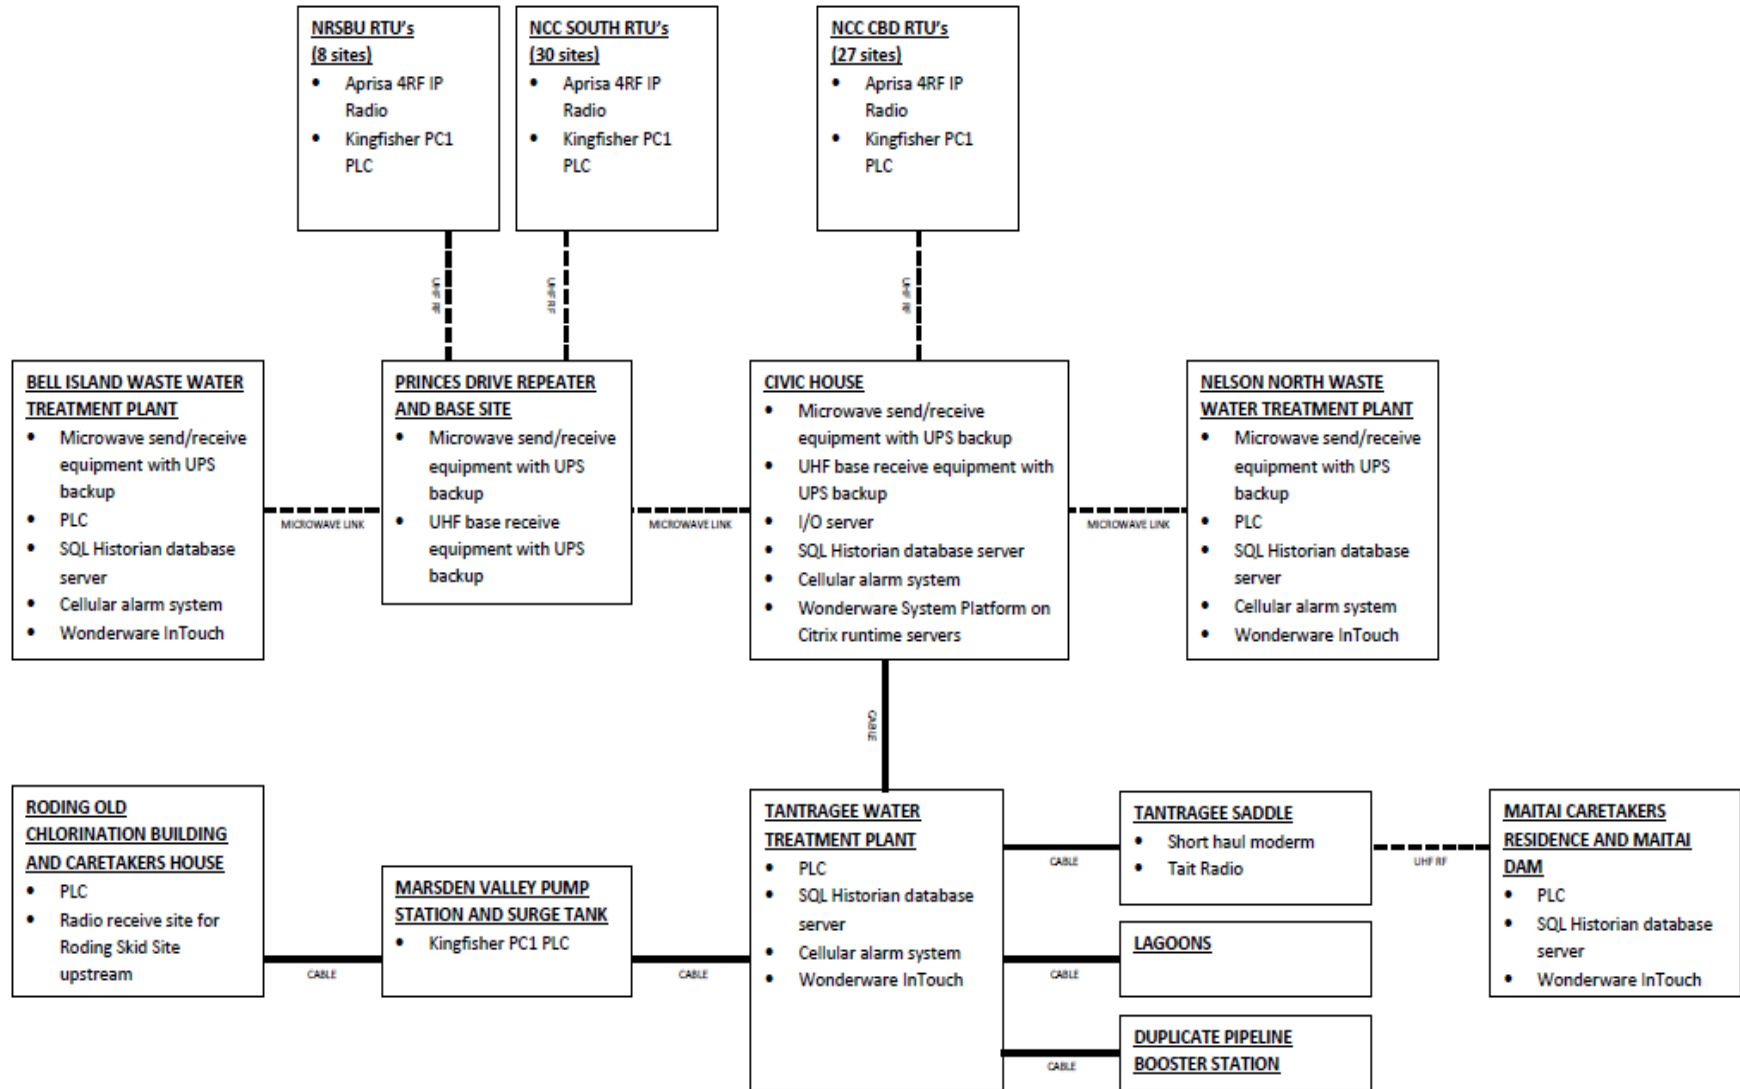 NRSBU RTU's
(8 sites)
• Aprisa 4RF IP
Radio
• Kingfisher PC1
PLC
NCC SOUTH RTU's
(30 sites)
• Aprisa 4RF IP
Radio
• Kingfisher PC1
PLC
NCC CBD RTU's
(27 sites)
• Aprisa 4RF IP
Radio
• Kingfisher PC1
PLC
UHF RF
UHF RF
UHF RF
BELL ISLAND WASTE WATER
TREATMENT PLANT
• Microwave send/receive
equipment with UPS
backup
• PLC
• SQL Historian database
server
• Cellular alarm system
• Wonderware InTouch
MICROWAVE LINK
PRINCES DRIVE REPEATER
AND BASE SITE
• Microwave send/receive
equipment with UPS
backup
• UHF base receive
equipment with UPS
backup
MICROWAVE LINK
CIVIC HOUSE
• Microwave send/receive
equipment with UPS backup
• UHF base receive equipment with
UPS backup
• I/O server
• SQL Historian database server
• Cellular alarm system
• Wonderware System Platform on
Citrix runtime servers
MICROWAVE LINK
NELSON NORTH WASTE
WATER TREATMENT PLANT
• Microwave send/receive
equipment with UPS
backup
• PLC
• SQL Historian database
server
• Cellular alarm system
• Wonderware InTouch
CABLE
RODING OLD
CHLORINATION BUILDING
AND CARETAKERS HOUSE
• PLC
• Radio receive site for
Roding Skid Site
upstream
CABLE
MARSDEN VALLEY PUMP
STATION AND SURGE TANK
• Kingfisher PC1 PLC
CABLE
TANTRAGEE WATER
TREATMENT PLANT
• PLC
• SQL Historian database
server
• Cellular alarm system
• Wonderware InTouch
CABLE
TANTRAGEE SADDLE
• Short haul moderm
• Tait Radio
UHF RF
MAITAI CARETAKERS
RESIDENCE AND MAITAI
DAM
• PLC
• SQL Historian database
server
• Wonderware InTouch
CABLE
LAGOONS
CABLE
DUPLICATE PIPELINE
BOOSTER STATION